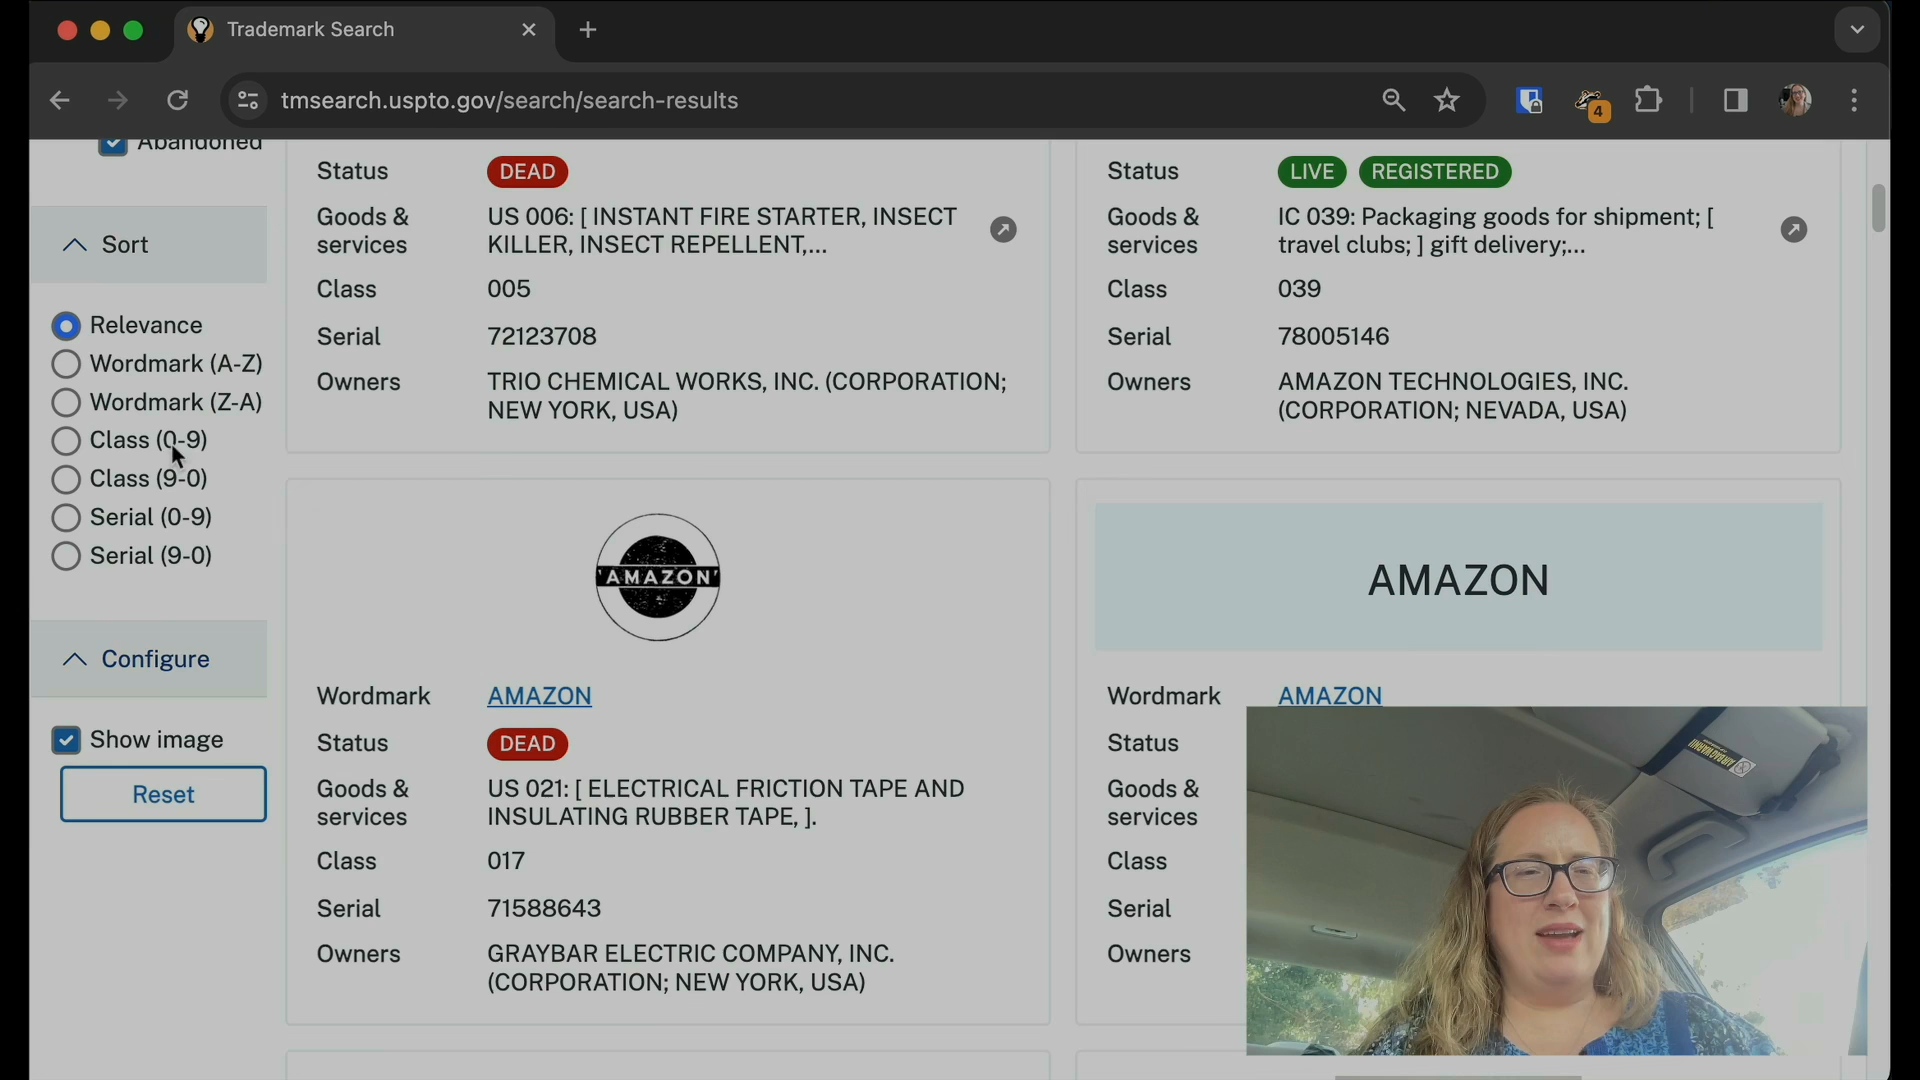 Trademark Search
tmsearch.uspto.gov/search/search-results
4
Abandoned
Sort
Relevance
Wordmark (A-Z)
Wordmark (Z-A)
Class (0-9)
Class (9-0)
Serial (0-9)
Serial (9-0)
Configure
Show image
Reset
Status DEAD
Goods & services US 006: [ INSTANT FIRE STARTER, INSECT
KILLER, INSECT REPELLENT,...
Class 005
Serial 72123708
Owners TRIO CHEMICAL WORKS, INC. (CORPORATION;
NEW YORK, USA)
Status LIVE REGISTERED
Goods & services IC 039: Packaging goods for shipment; [
travel clubs; ] gift delivery;...
Class 039
Serial 78005146
Owners AMAZON TECHNOLOGIES, INC.
(CORPORATION; NEVADA, USA)
'AMAZON'
Wordmark AMAZON
Status DEAD
Goods & services US 021: [ ELECTRICAL FRICTION TAPE AND
INSULATING RUBBER TAPE, ].
Class 017
Serial 71588643
Owners GRAYBAR ELECTRIC COMPANY, INC.
(CORPORATION; NEW YORK, USA)
AMAZON
Wordmark AMAZON
Status
Goods &
services
Class
Serial
Owners